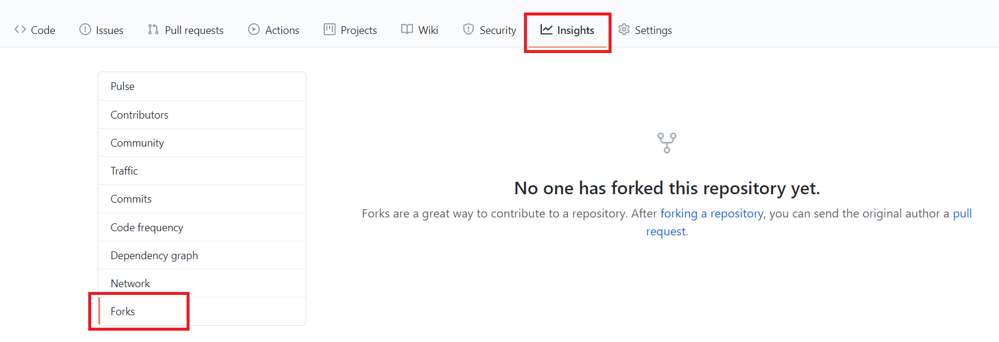 Code Issues Pull requests Actions Projects Wiki Security Insights Settings
Pulse
Contributors
Community
Traffic
Commits
Code frequency
Dependency graph
Network
Forks
No one has forked this repository yet.
Forks are a great way to contribute to a repository. After forking a repository, you can send the original author a pull
request.